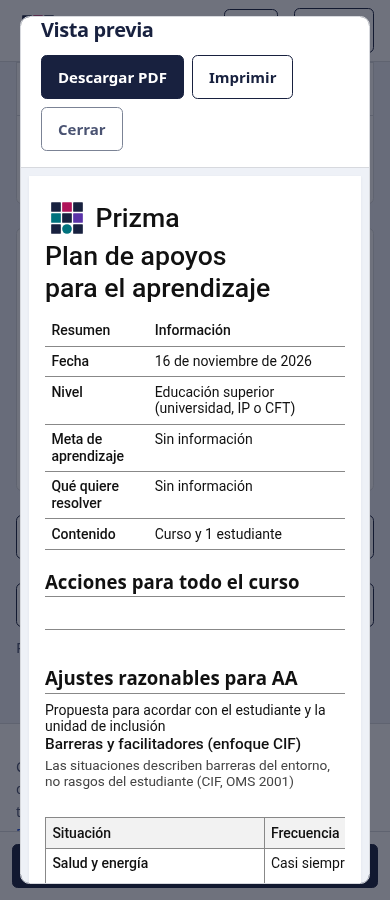 Vista previa
Descargar PDF
Imprimir
Cerrar
Prizma
Plan de apoyos
para el aprendizaje
Resumen Información
Fecha 16 de noviembre de 2026
Nivel Educación superior
(universidad, IP o CFT)
Meta de Sin información
aprendizaje
Qué quiere Sin información
resolver
Contenido Curso y 1 estudiante
Acciones para todo el curso
Ajustes razonables para AA
Propuesta para acordar con el estudiante y la
unidad de inclusión
Barreras y facilitadores (enfoque CIF)
Las situaciones describen barreras del entorno,
no rasgos del estudiante (CIF, OMS 2001)
Situación Frecuencia
Salud y energía Casi siempr